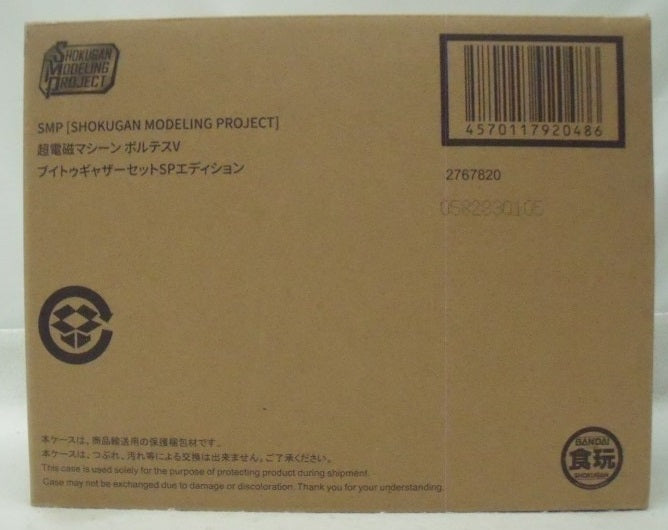 SHOKUGAN
MODELING
PROJECT
SMP [SHOKUGAN MODELING PROJECT]
超電磁マシーン ボルテスV
ブイトゥギャザーセットSPエディション
4570117920486
2767820
0582830105
本ケースは、商品輸送用の保護梱包材です。
本ケースは、つぶれ、汚れ等による交換は出来ません。ご了承ください。
This case is used solely for the purpose of protecting product during shipment.
Case may not be exchanged due to damage or discoloration. Thank you for your understanding.
BANDAI
食玩
SHOKUGAN